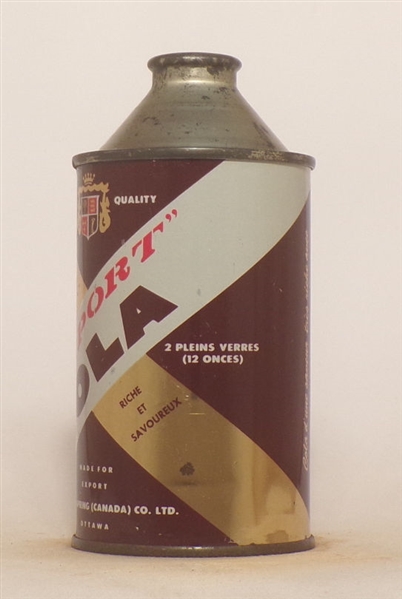 QUALITY
PORT"
OLA
2 PLEINS VERRES
(12 ONCES)
RICHE
ET
SAVOUREUX
MADE FOR
EXPORT
(CANADA) CO. LTD.
OTTAWA